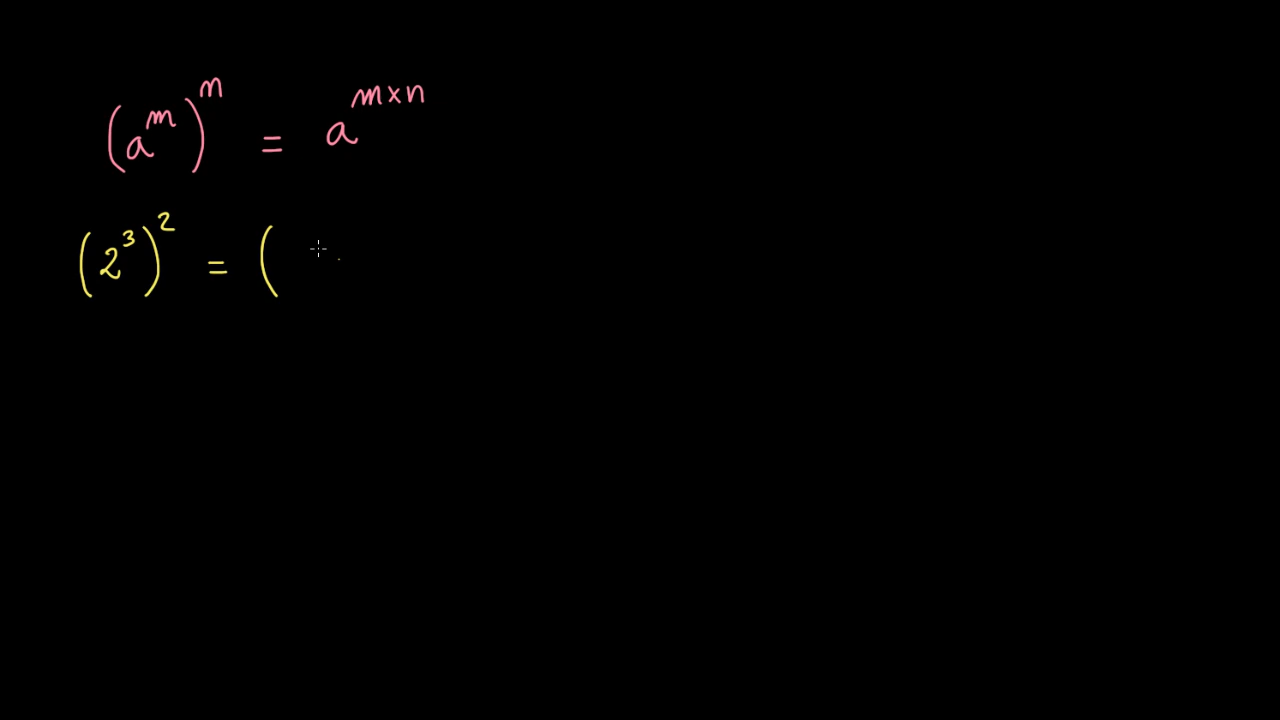 (a^m)^m = a^{m×n}
(2^3)^2 = (